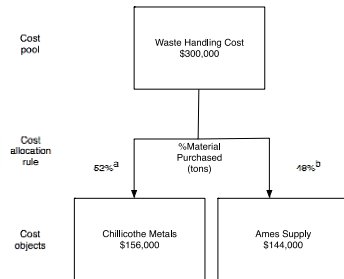 Cost
pool
Waste Handling Cost
$300,000
Cost
allocation
rule
52%a
%Material
Purchased
(tons)
48%b
Cost
objects
Chillicothe Metals
$156,000
Ames Supply
$144,000